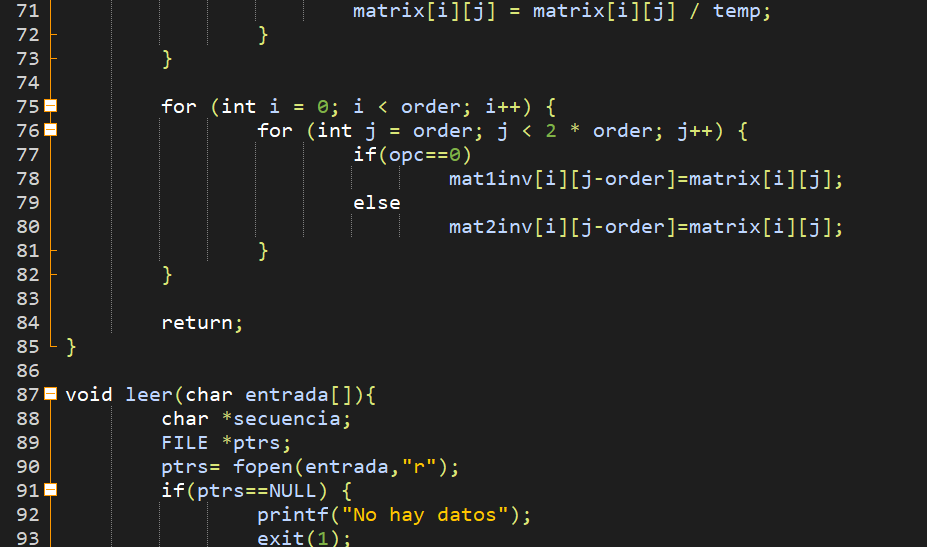 71 matrix[i][j] = matrix[i][j] / temp;
72 }
73 }
74
75 for (int i = 0; i < order; i++) {
76 for (int j = order; j < 2 * order; j++) {
77 if(opc==0)
78 mat1inv[i][j-order]=matrix[i][j];
79 else
80 mat2inv[i][j-order]=matrix[i][j];
81 }
82 }
83
84 return;
85 }
86
87 void leer(char entrada[]){
88 char *secuencia;
89 FILE *ptrs;
90 ptrs= fopen(entrada,"r");
91 if(ptrs==NULL) {
92 printf("No hay datos");
93 exit(1);